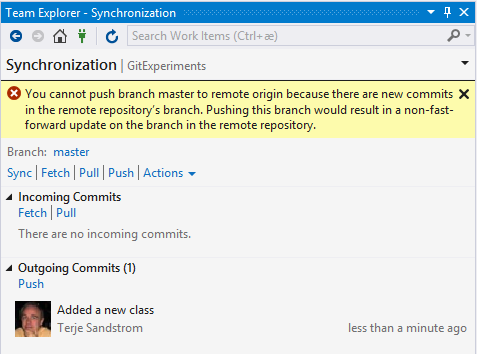 Team Explorer - Synchronization
Search Work Items (Ctrl+æ)
Synchronization | GitExperiments
You cannot push branch master to remote origin because there are new commits
in the remote repository's branch. Pushing this branch would result in a non-fast-
forward update on the branch in the remote repository.
Branch: master
Sync | Fetch | Pull | Push | Actions
Incoming Commits
Fetch | Pull
There are no incoming commits.
Outgoing Commits (1)
Push
Added a new class
Terje Sandstrom less than a minute ago